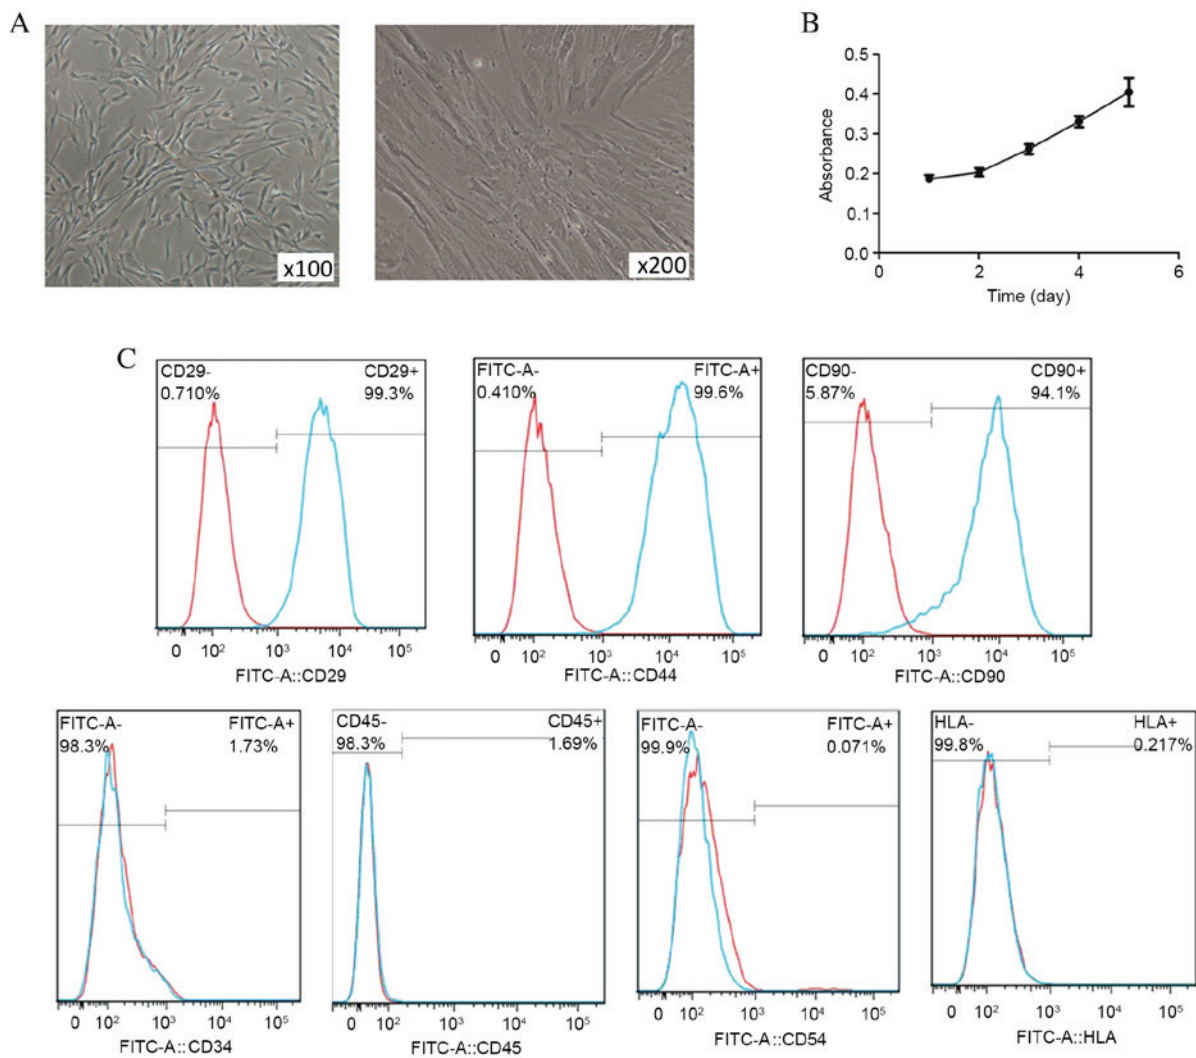 A
B
x100
x200
0.5
0.4
0.3
0.2
0.1
0.0
Absorbance
0 2 4 6
Time (day)
C
CD29- CD29+
0.710% 99.3%
0 10² 10³ 10⁴ 10⁵
FITC-A::CD29
FITC-A- FITC-A+
0.410% 99.6%
0 10² 10³ 10⁴ 10⁵
FITC-A::CD44
CD90- CD90+
5.87% 94.1%
0 10² 10³ 10⁴ 10⁵
FITC-A::CD90
FITC-A- FITC-A+
98.3% 1.73%
0 10² 10³ 10⁴ 10⁵
FITC-A::CD34
CD45- CD45+
98.3% 1.69%
0 10² 10³ 10⁴ 10⁵
FITC-A::CD45
FITC-A- FITC-A+
99.9% 0.071%
0 10² 10³ 10⁴ 10⁵
FITC-A::CD54
HLA- HLA+
99.8% 0.217%
0 10² 10³ 10⁴ 10⁵
FITC-A::HLA